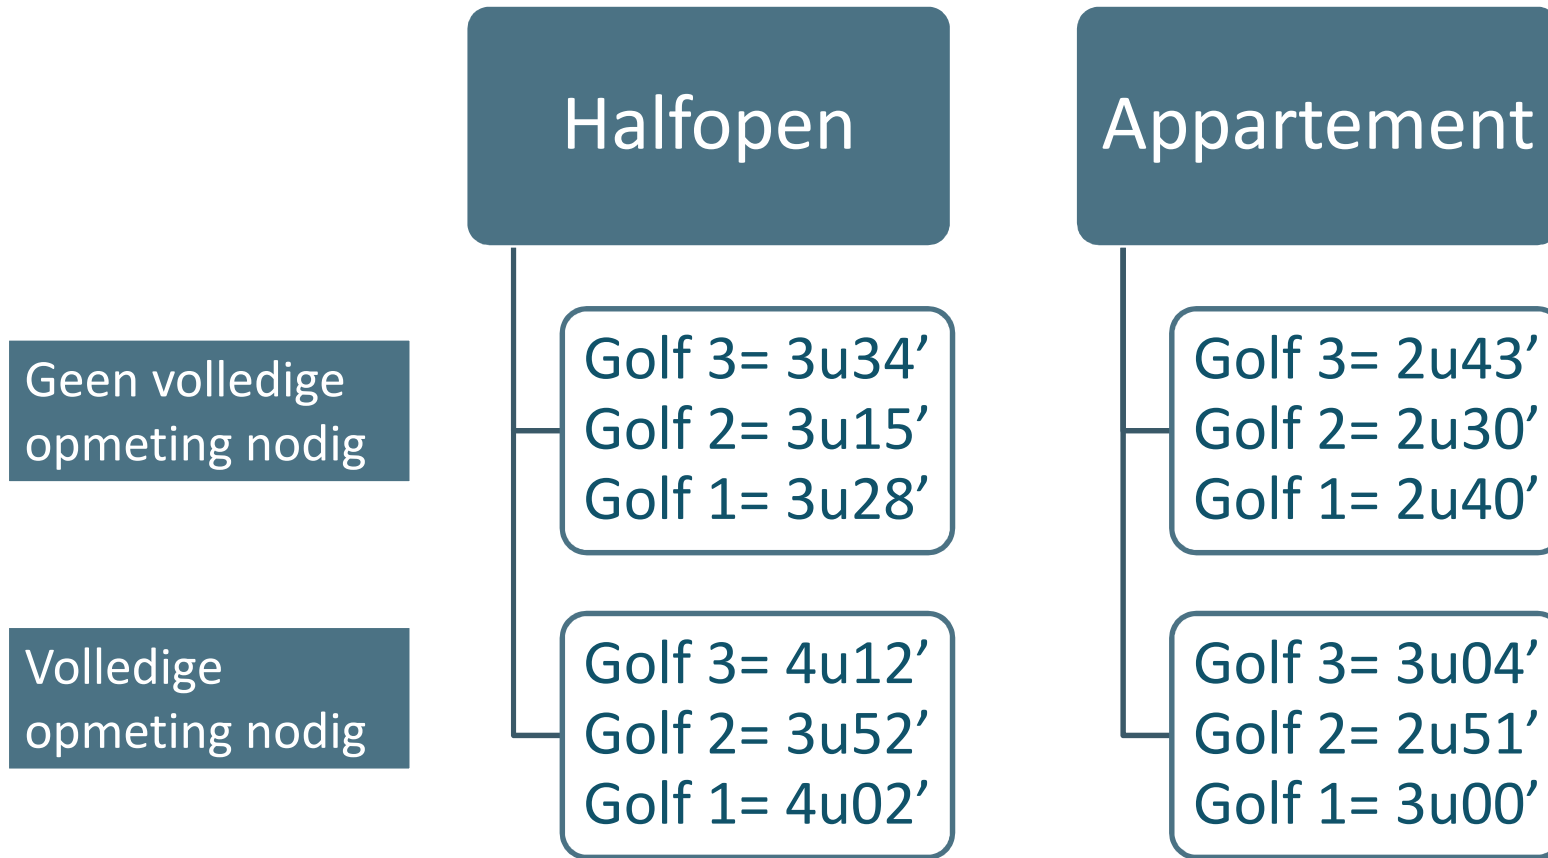 Halfopen
Appartement
Geen volledige
opmeting nodig
Golf 3= 3u34’
Golf 2= 3u15’
Golf 1= 3u28’
Golf 3= 2u43’
Golf 2= 2u30’
Golf 1= 2u40’
Volledige
opmeting nodig
Golf 3= 4u12’
Golf 2= 3u52’
Golf 1= 4u02’
Golf 3= 3u04’
Golf 2= 2u51’
Golf 1= 3u00’